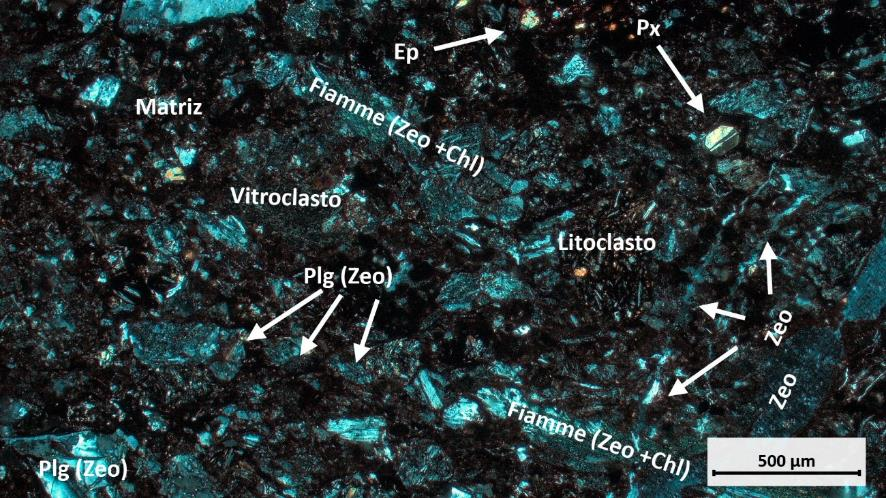 Ep
Px
Fiamme (Zeo +Chl)
Matriz
Vitroclasto
Litoclasto
Plg (Zeo)
Zeo
Zeo
Fiamme (Zeo +Chl)
Plg (Zeo)
500 µm